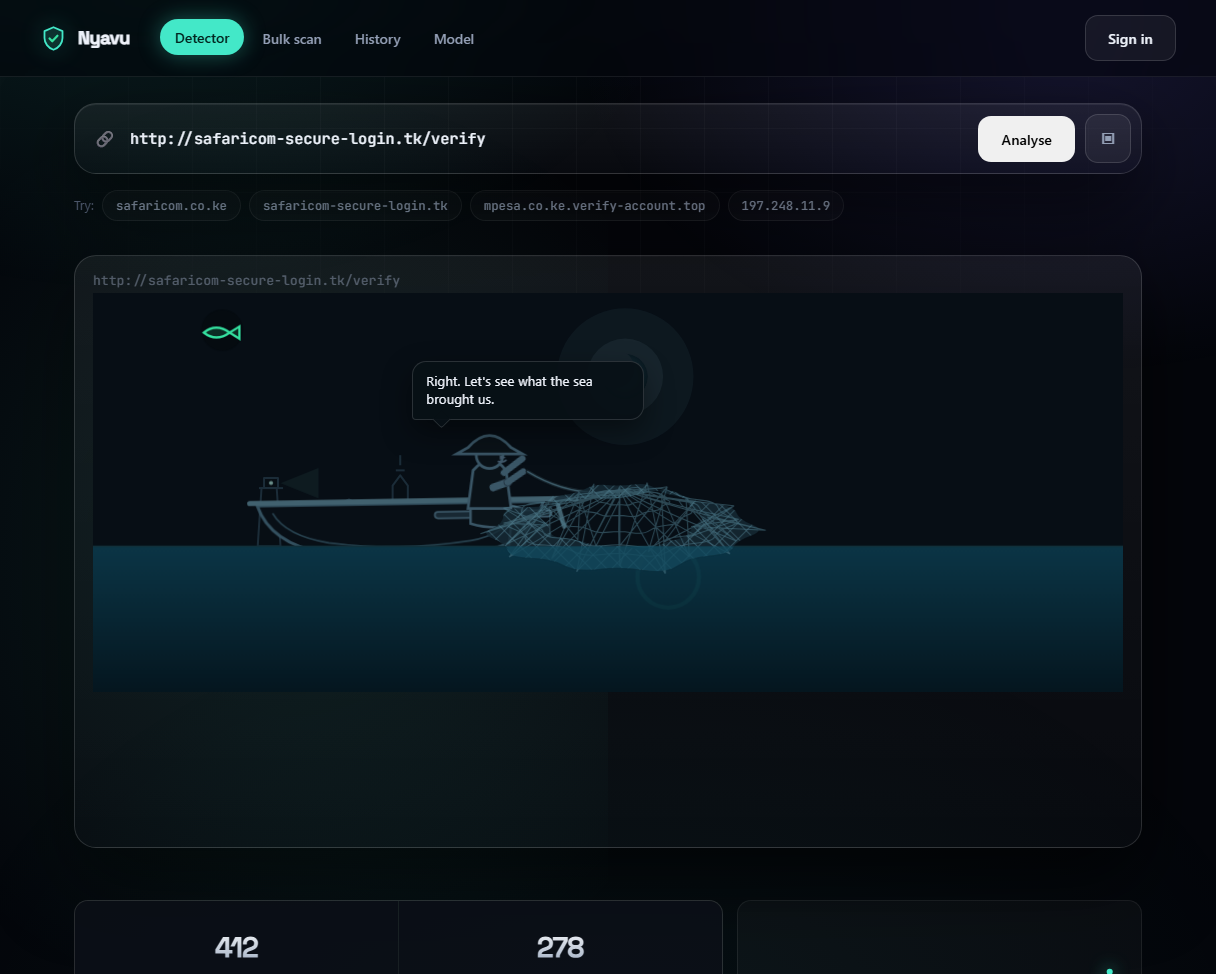 Nyavu
Detector
Bulk scan
History
Model
Sign in
http://safaricom-secure-login.tk/verify
Analyse
Try:
safaricom.co.ke
safaricom-secure-login.tk
mpesa.co.ke.verify-account.top
197.248.11.9
http://safaricom-secure-login.tk/verify
Right. Let's see what the sea
brought us.
412
278